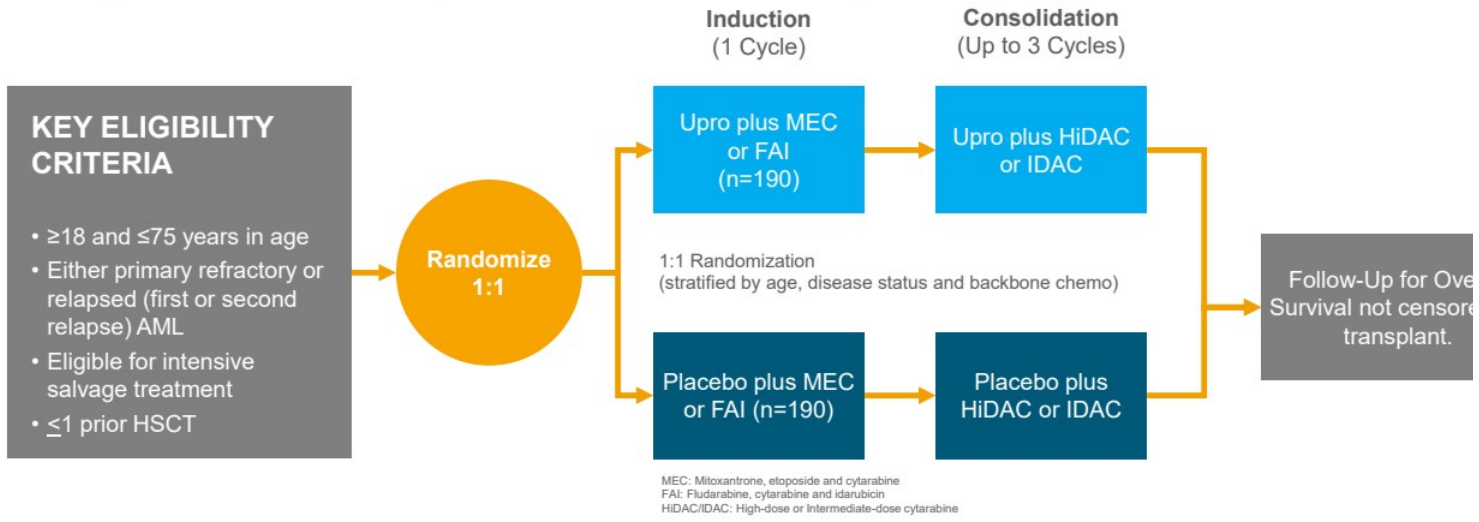 KEY ELIGIBILITY
CRITERIA
• ≥18 and ≤75 years in age
• Either primary refractory or
relapsed (first or second
relapse) AML
• Eligible for intensive
salvage treatment
• ≤1 prior HSCT
Randomize
1:1
Induction
(1 Cycle)
Consolidation
(Up to 3 Cycles)
Upro plus MEC
or FAI
(n=190)
Upro plus HiDAC
or IDAC
1:1 Randomization
(stratified by age, disease status and backbone chemo)
Placebo plus MEC
or FAI (n=190)
Placebo plus
HiDAC or IDAC
Follow-Up for
Survival not
transplant.
MEC: Mitoxantrone, etoposide and cytarabine
FAI: Fludarabine, cytarabine and idarubicin
HiDAC/IDAC: High-dose or Intermediate-dose cytarabine